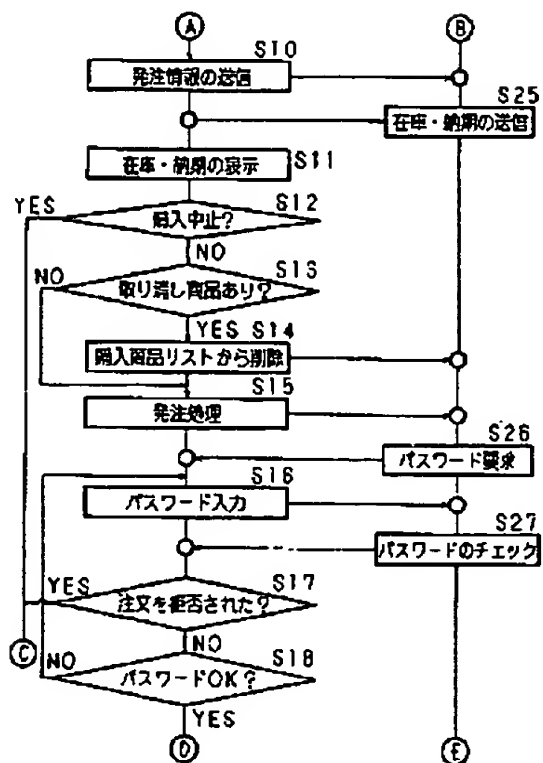 A
B
S10
発注情報の送信
S25
在庫・納期の送信
在庫・納期の表示
S11
S12
YES
購入中止?
NO
S13
NO
取り消し商品あり?
YES S14
購入商品リストから削除
S15
発注処理
S26
パスワード要求
S16
パスワード入力
S27
パスワードのチェック
S17
YES
注文を拒否された?
C
NO
S18
NO
パスワードOK?
YES
D
E